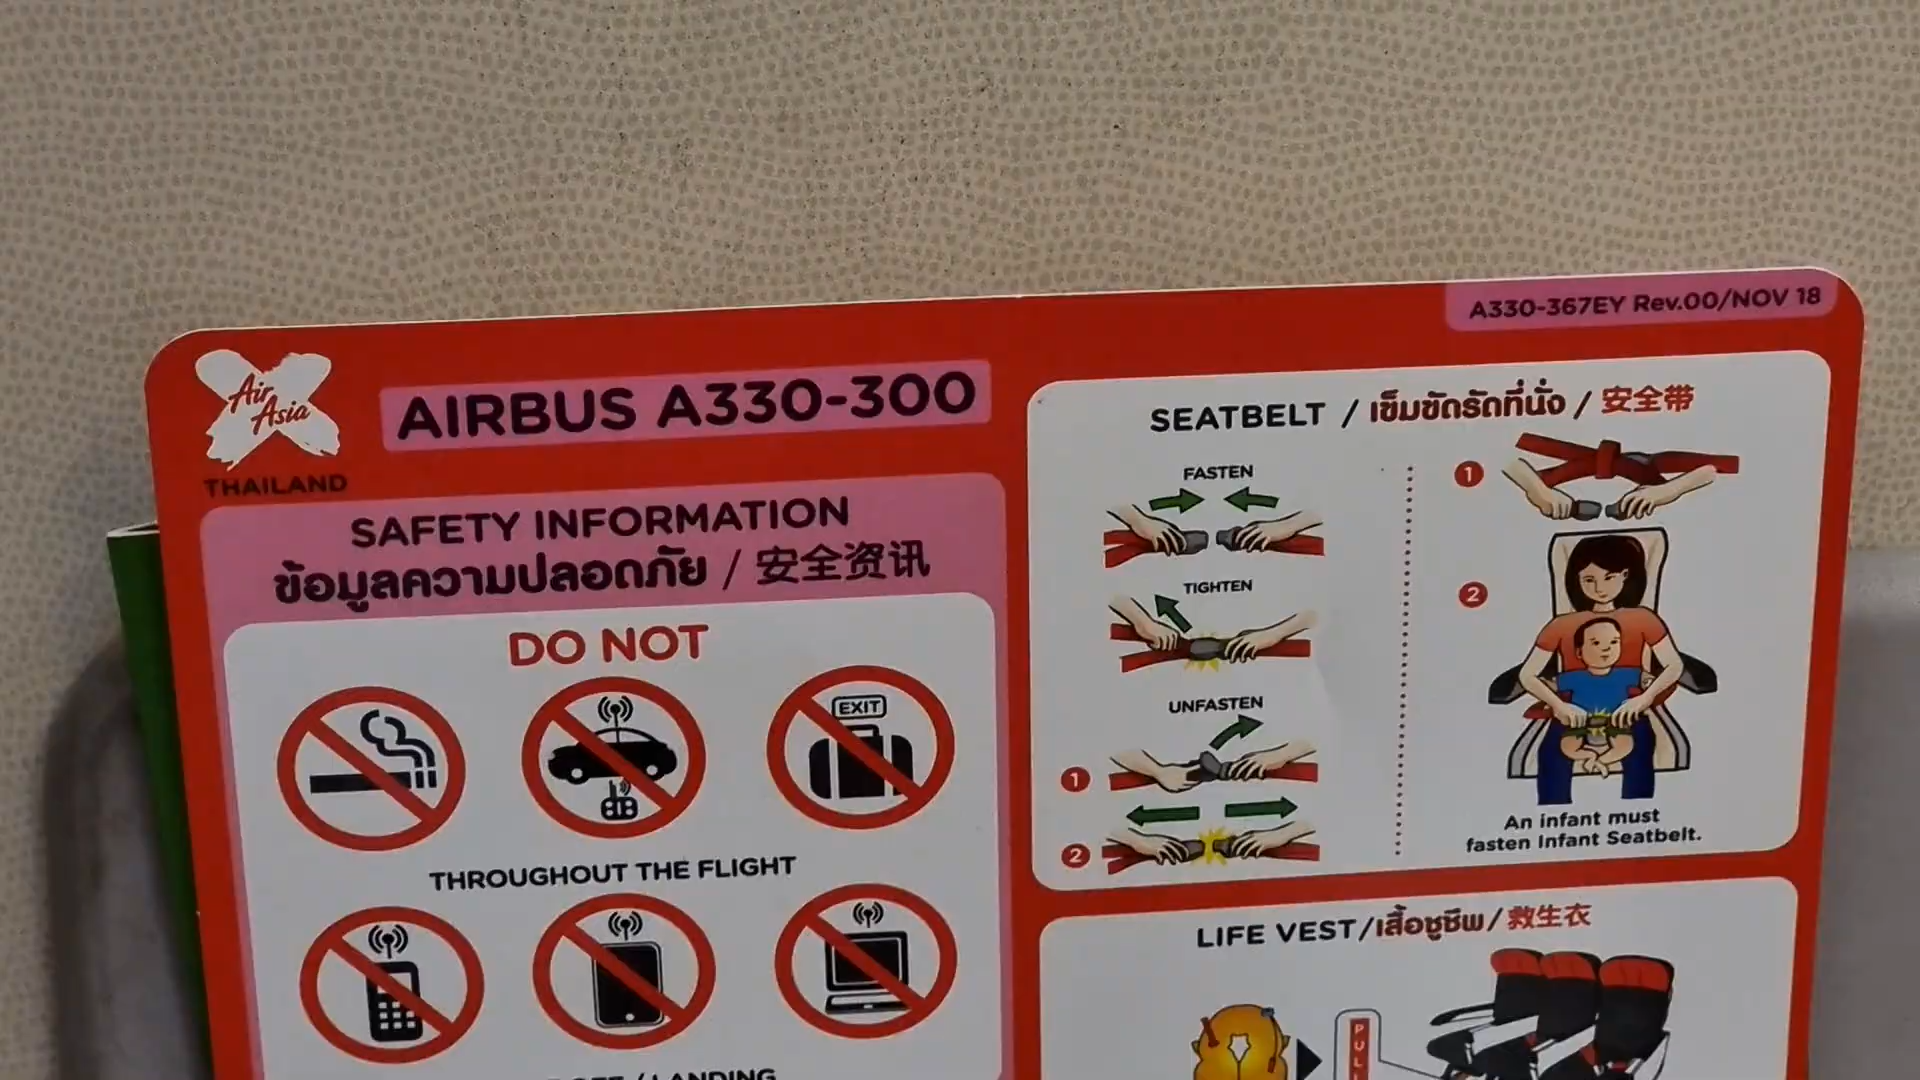 A330-367EY Rev.00/NOV 18
Air
Asia
X
THAILAND
AIRBUS A330-300
SAFETY INFORMATION
ข้อมูลความปลอดภัย / 安全资讯
DO NOT
EXIT
THROUGHOUT THE FLIGHT
LANDING
SEATBELT / เข็มขัดรัดที่นั่ง / 安全带
FASTEN
TIGHTEN
UNFASTEN
1
2
1
2
An infant must
fasten Infant Seatbelt.
LIFE VEST/เสื้อชูชีพ/救生衣
PULL